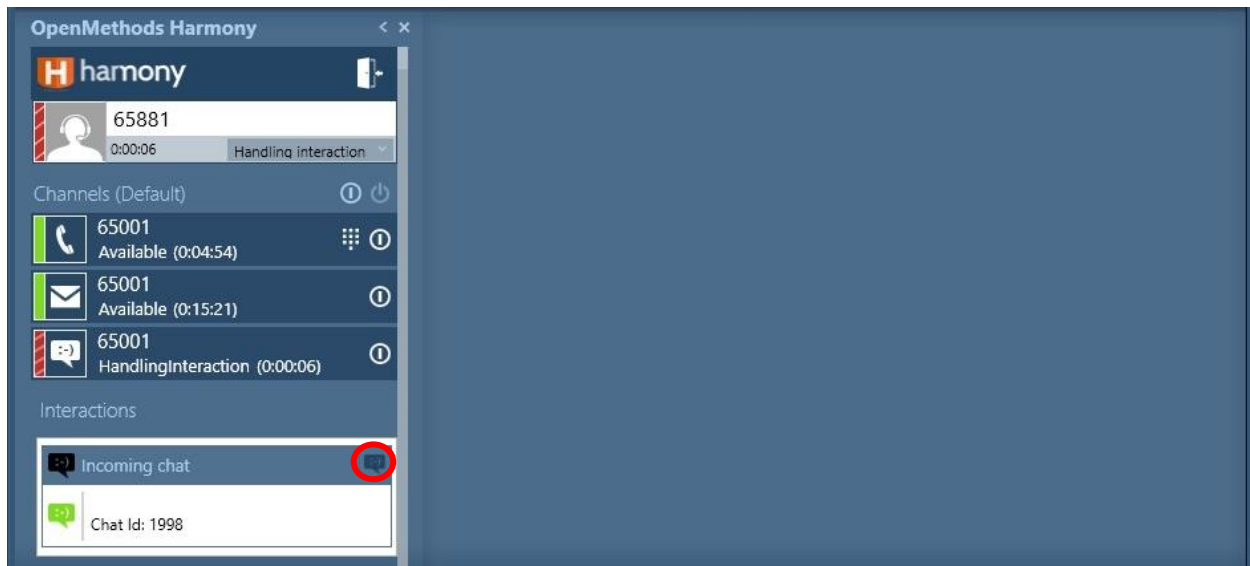 OpenMethods Harmony
H harmony
65881
0:00:06 Handling interaction
Channels (Default)
65001
Available (0:04:54)
65001
Available (0:15:21)
65001
HandlingInteraction (0:00:06)
Interactions
:-) Incoming chat :-)
:-)
Chat Id: 1998